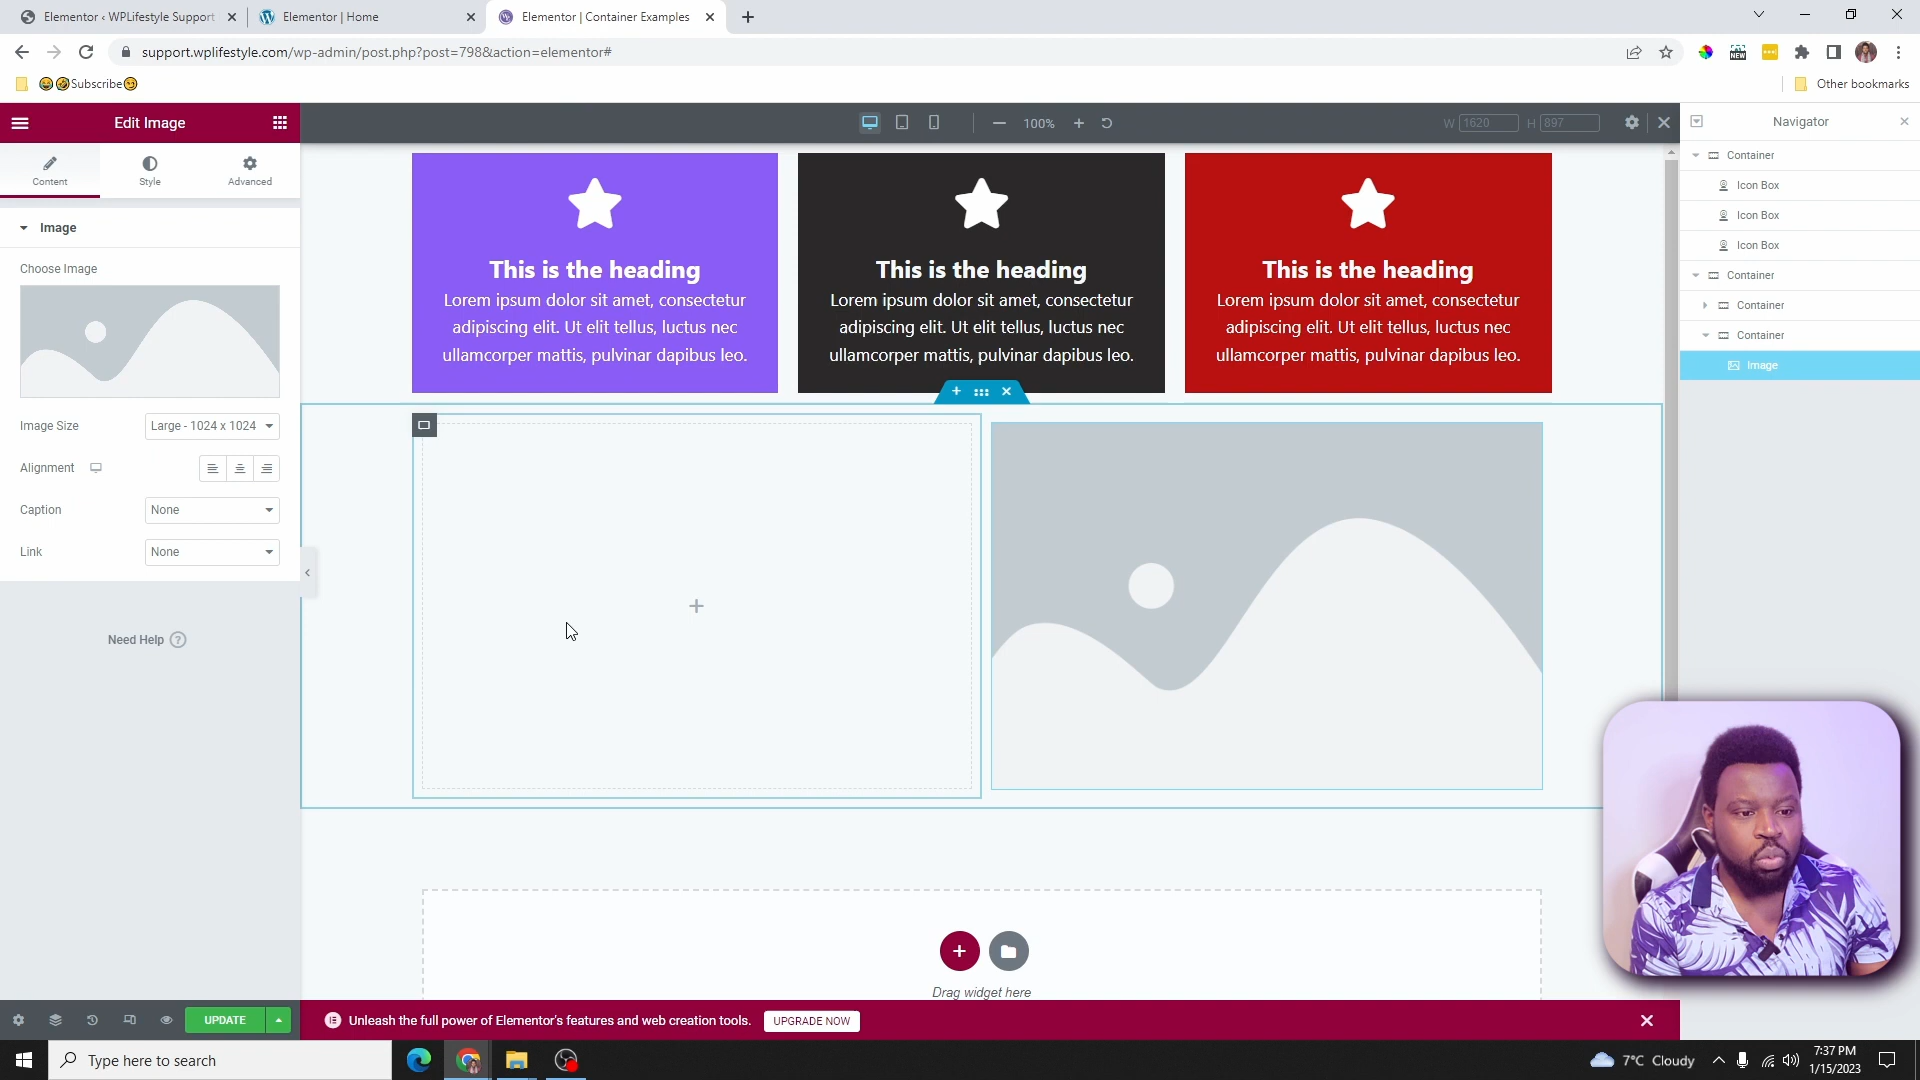 Elementor ‹ WPLifestyle Support
Elementor | Home
Elementor | Container Examples
support.wplifestyle.com/wp-admin/post.php?post=798&action=elementor#
NEW
😂🤣Subscribe😏
Other bookmarks
Edit Image
100%
W 1620
H 897
Navigator
Content
Style
Advanced
Image
Choose Image
Image Size
Large - 1024 x 1024
Alignment
Caption
None
Link
None
Need Help ?
This is the heading
Lorem ipsum dolor sit amet, consectetur
adipiscing elit. Ut elit tellus, luctus nec
ullamcorper mattis, pulvinar dapibus leo.
This is the heading
Lorem ipsum dolor sit amet, consectetur
adipiscing elit. Ut elit tellus, luctus nec
ullamcorper mattis, pulvinar dapibus leo.
This is the heading
Lorem ipsum dolor sit amet, consectetur
adipiscing elit. Ut elit tellus, luctus nec
ullamcorper mattis, pulvinar dapibus leo.
Container
Icon Box
Icon Box
Icon Box
Container
Container
Container
Image
Drag widget here
UPDATE
Unleash the full power of Elementor's features and web creation tools.
UPGRADE NOW
Type here to search
7°C Cloudy
7:37 PM
1/15/2023